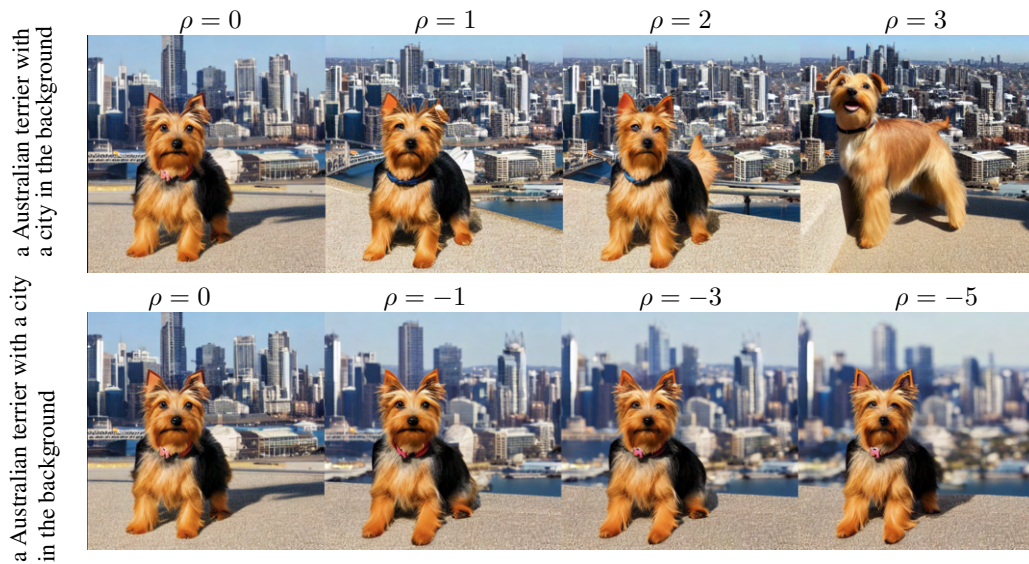 a Australian terrier with
a city in the background
ρ = 0
ρ = 1
ρ = 2
ρ = 3
a Australian terrier with a city
in the background
ρ = 0
ρ = −1
ρ = −3
ρ = −5